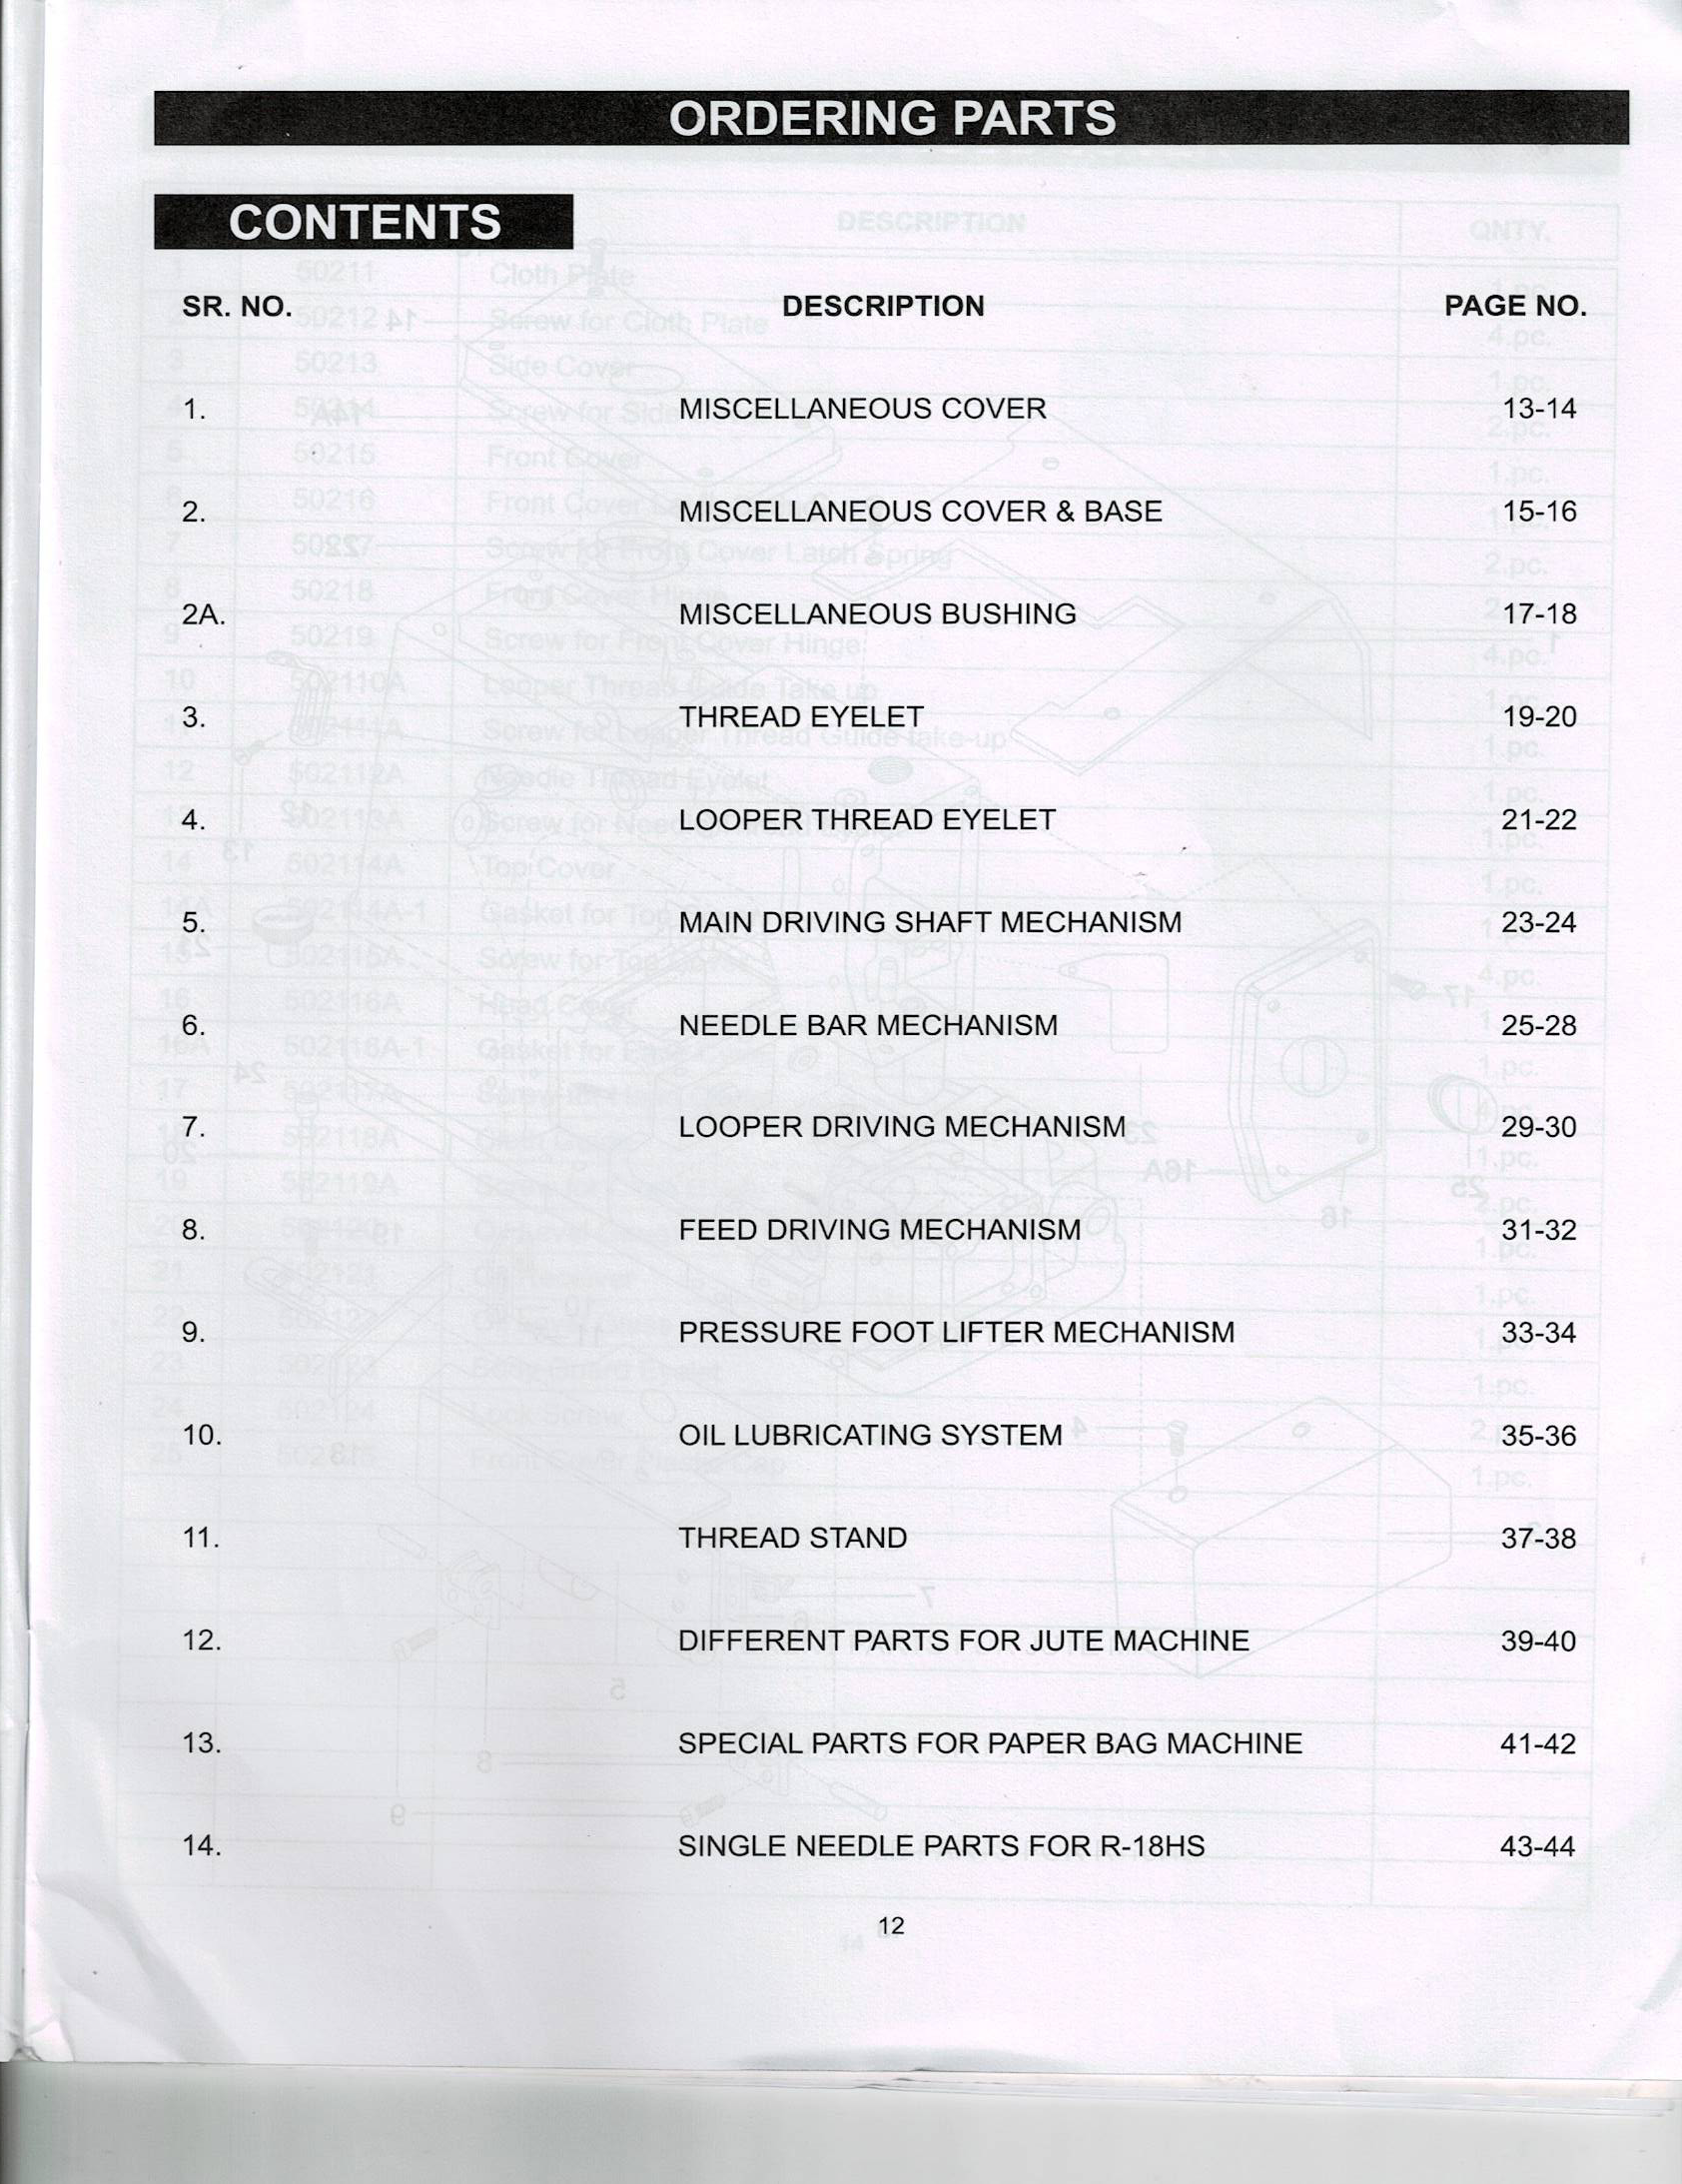 ORDERING PARTS
CONTENTS
SR. NO. DESCRIPTION PAGE NO.
1. MISCELLANEOUS COVER 13-14
2. MISCELLANEOUS COVER & BASE 15-16
2A. MISCELLANEOUS BUSHING 17-18
3. THREAD EYELET 19-20
4. LOOPER THREAD EYELET 21-22
5. MAIN DRIVING SHAFT MECHANISM 23-24
6. NEEDLE BAR MECHANISM 25-28
7. LOOPER DRIVING MECHANISM 29-30
8. FEED DRIVING MECHANISM 31-32
9. PRESSURE FOOT LIFTER MECHANISM 33-34
10. OIL LUBRICATING SYSTEM 35-36
11. THREAD STAND 37-38
12. DIFFERENT PARTS FOR JUTE MACHINE 39-40
13. SPECIAL PARTS FOR PAPER BAG MACHINE 41-42
14. SINGLE NEEDLE PARTS FOR R-18HS 43-44
12